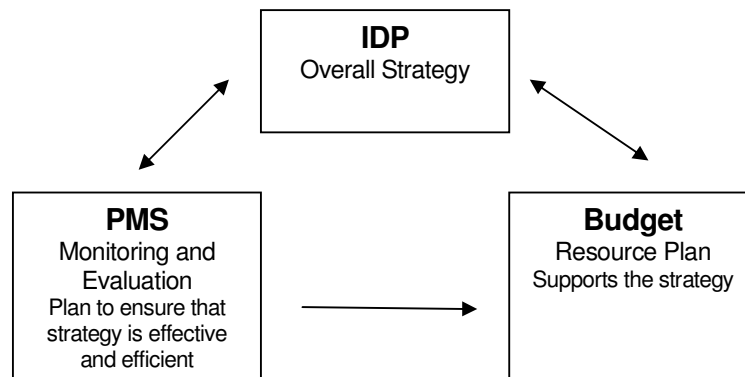 IDP
Overall Strategy
PMS
Monitoring and
Evaluation
Plan to ensure that
strategy is effective
and efficient
Budget
Resource Plan
Supports the strategy